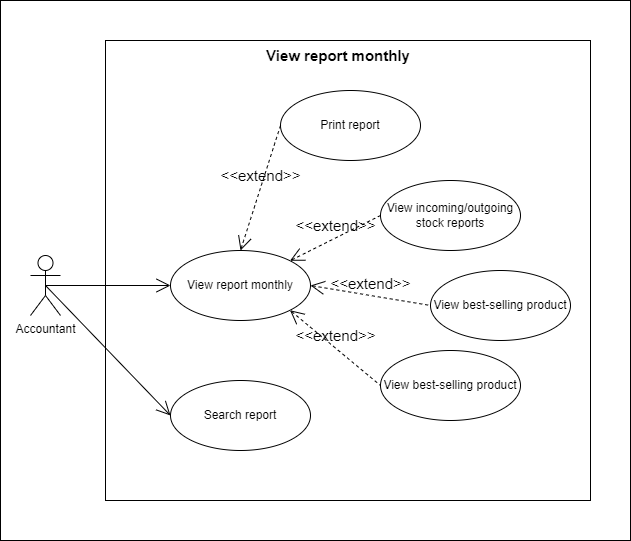 View report monthly
Print report
<<extend>>
View incoming/outgoing
stock reports
<<extend>>
View report monthly
<<extend>>
View best-selling product
Accountant
<<extend>>
View best-selling product
Search report